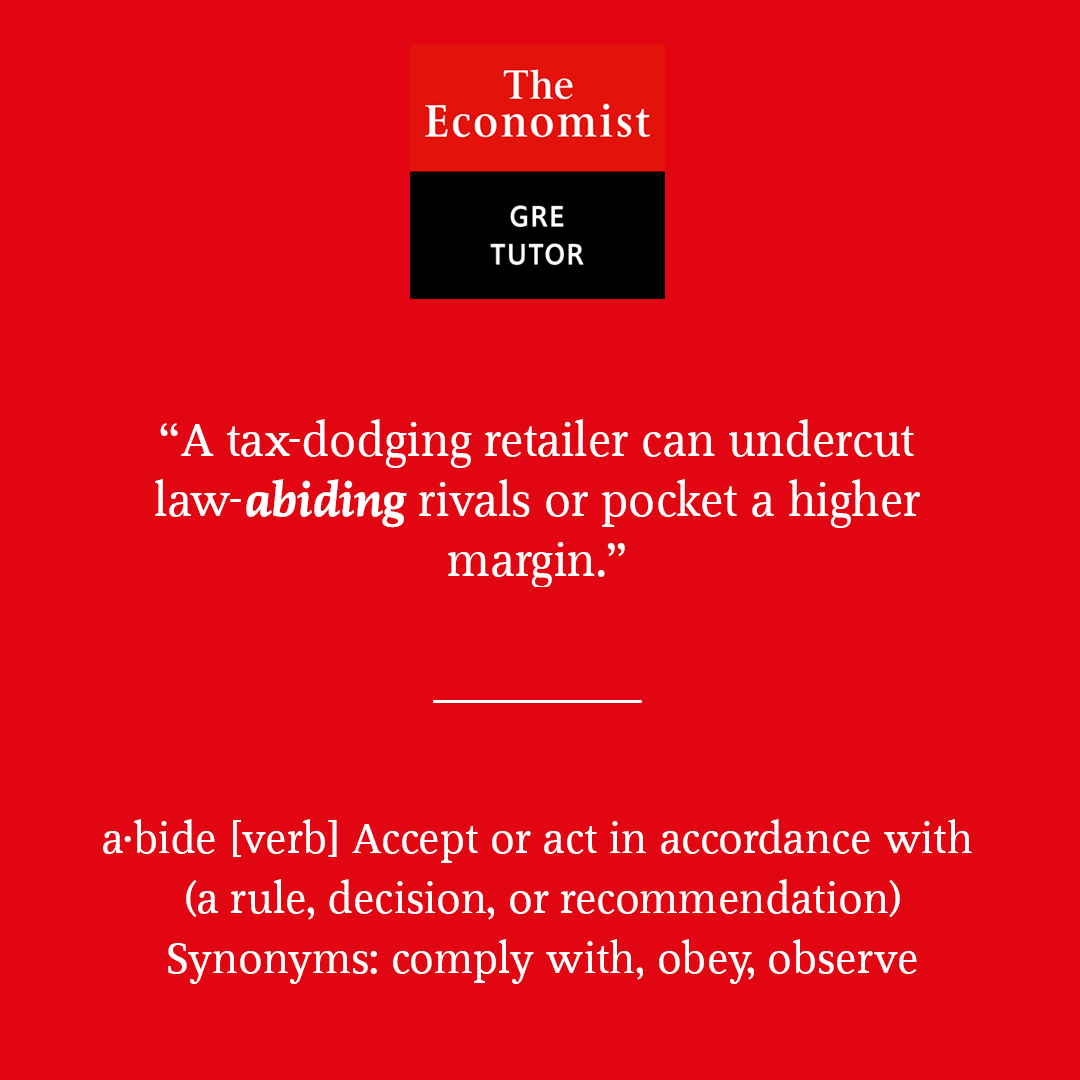 The
Economist
GRE
TUTOR
“A tax-dodging retailer can undercut
law-abiding rivals or pocket a higher
margin.”
a·bide [verb] Accept or act in accordance with
(a rule, decision, or recommendation)
Synonyms: comply with, obey, observe